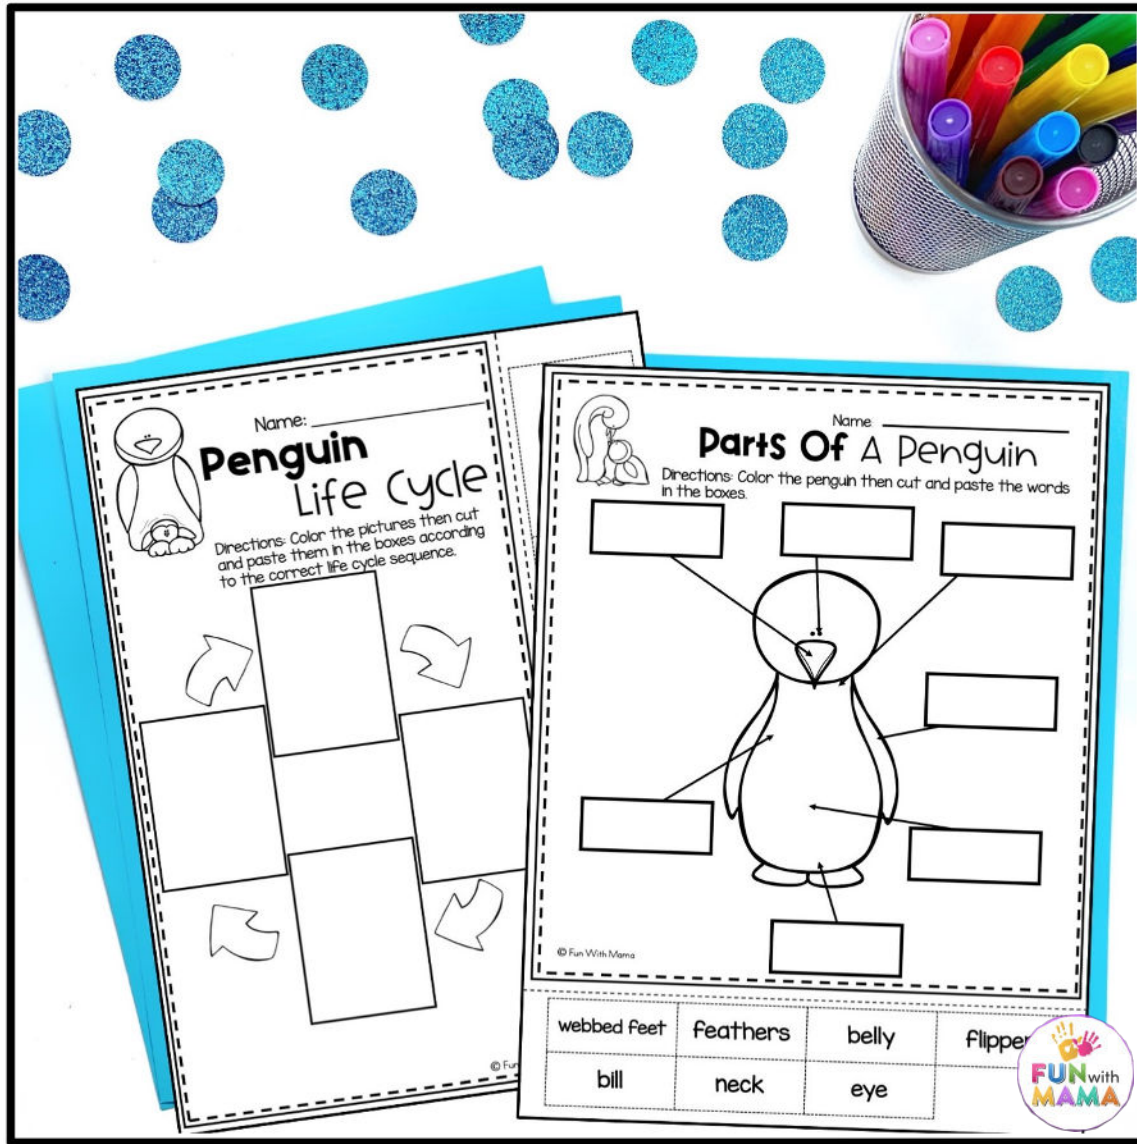 Name:
Penguin
Life Cycle
Directions: Color the pictures then cut
and paste them in the boxes according
to the correct life cycle sequence.
© Fun
Name
Parts Of A Penguin
Directions: Color the penguin then cut and paste the words
in the boxes.
© Fun With Mama
webbed feet feathers belly flipper
bill neck eye
FUN with
MAMA